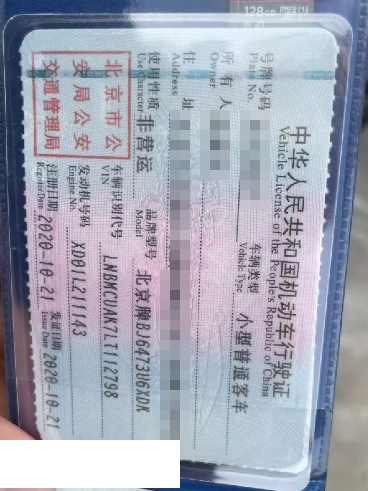 中华人民共和国机动车行驶证
Vehicle License of the People's Republic of China
号牌号码
Plate No.
车辆类型
Vehicle Type
小型普通客车
所有人
Owner
住址
Address
使用性质
Use Character
非营运
品牌型号
Model
北京牌BJ6473U6XDK
北京市公
安局公安
交通管理局
车辆识别代号
VIN
LNBMCUAK7LT112798
发动机号码
Engine No.
XD01L211143
注册日期
Register Date
2020-10-21
发证日期
Issue Date
2020-10-21